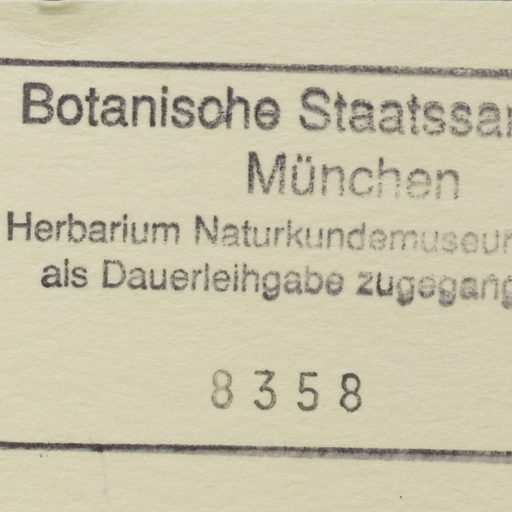 Botanische Staatssa
München
Herbarium Naturkundemuseu
als Dauerleihgabe zugegang
8358